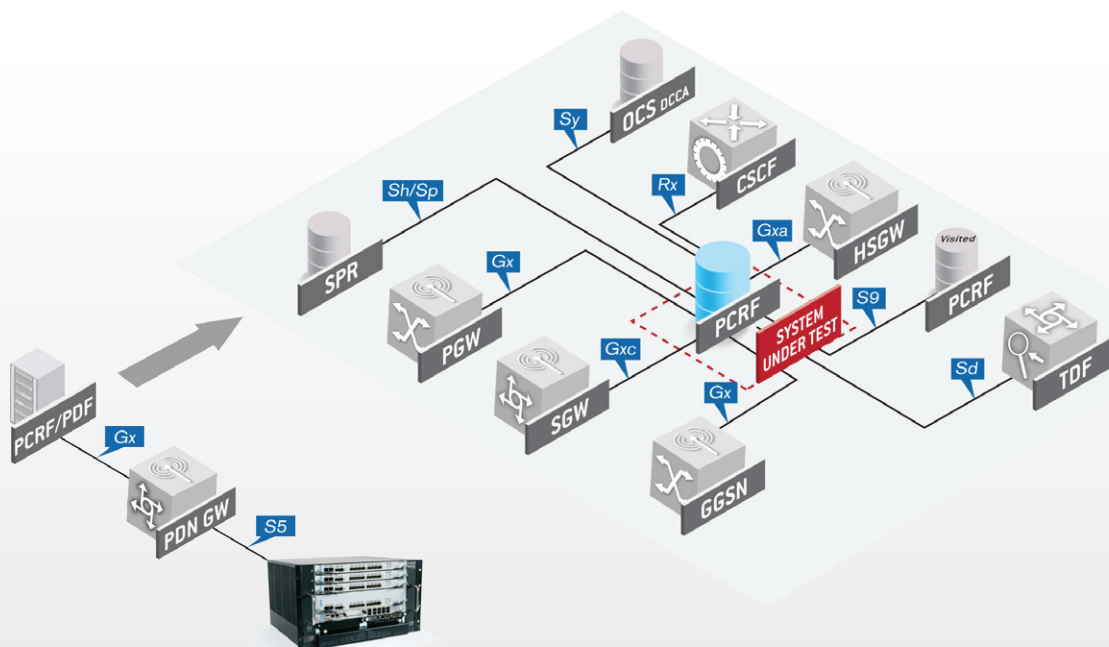 OCS DCCA
Sy
CSCF
Rx
Sh/Sp
HSGW
Gxa
SPR
Visited
PCRF
Gx
PGW
PCRF
S9
SYSTEM
UNDER TEST
Gxc
SGW
TDF
Sd
Gx
GGSN
PCRF/PDF
Gx
PDN GW
S5